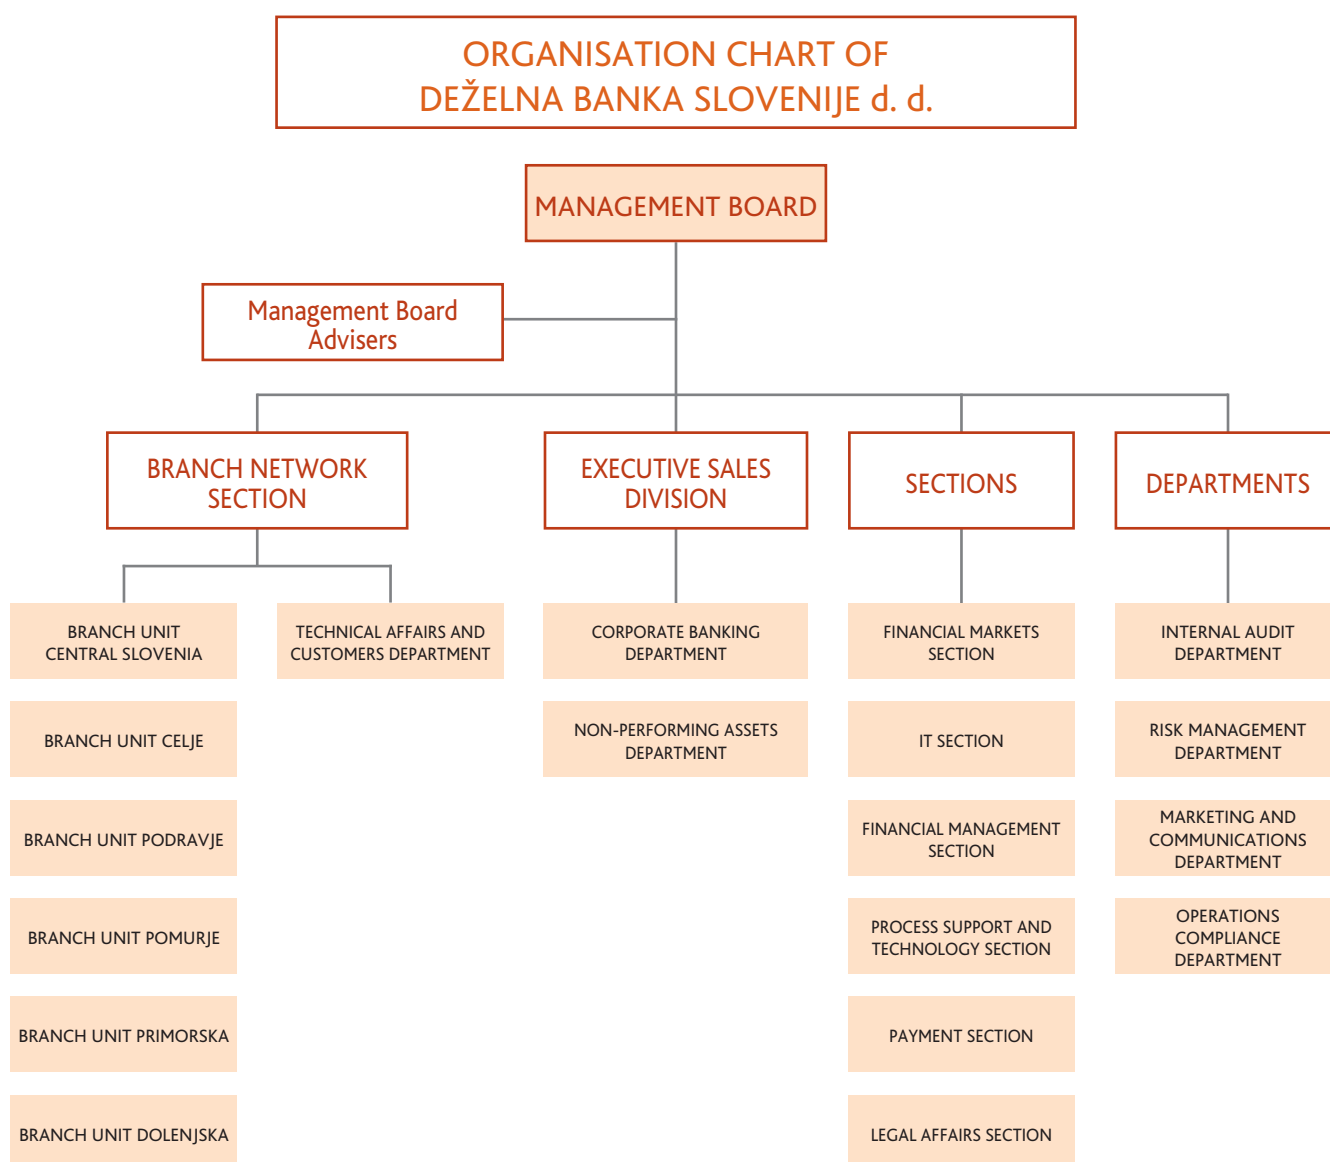 ORGANISATION CHART OF
DEŽELNA BANKA SLOVENIJE d. d.
MANAGEMENT BOARD
Management Board
Advisers
BRANCH NETWORK
SECTION
EXECUTIVE SALES
DIVISION
SECTIONS
DEPARTMENTS
BRANCH UNIT
CENTRAL SLOVENIA
TECHNICAL AFFAIRS AND
CUSTOMERS DEPARTMENT
CORPORATE BANKING
DEPARTMENT
FINANCIAL MARKETS
SECTION
INTERNAL AUDIT
DEPARTMENT
BRANCH UNIT CELJE
NON-PERFORMING ASSETS
DEPARTMENT
IT SECTION
RISK MANAGEMENT
DEPARTMENT
BRANCH UNIT PODRAVJE
FINANCIAL MANAGEMENT
SECTION
MARKETING AND
COMMUNICATIONS
DEPARTMENT
BRANCH UNIT POMURJE
PROCESS SUPPORT AND
TECHNOLOGY SECTION
OPERATIONS
COMPLIANCE
DEPARTMENT
BRANCH UNIT PRIMORSKA
PAYMENT SECTION
BRANCH UNIT DOLENJSKA
LEGAL AFFAIRS SECTION